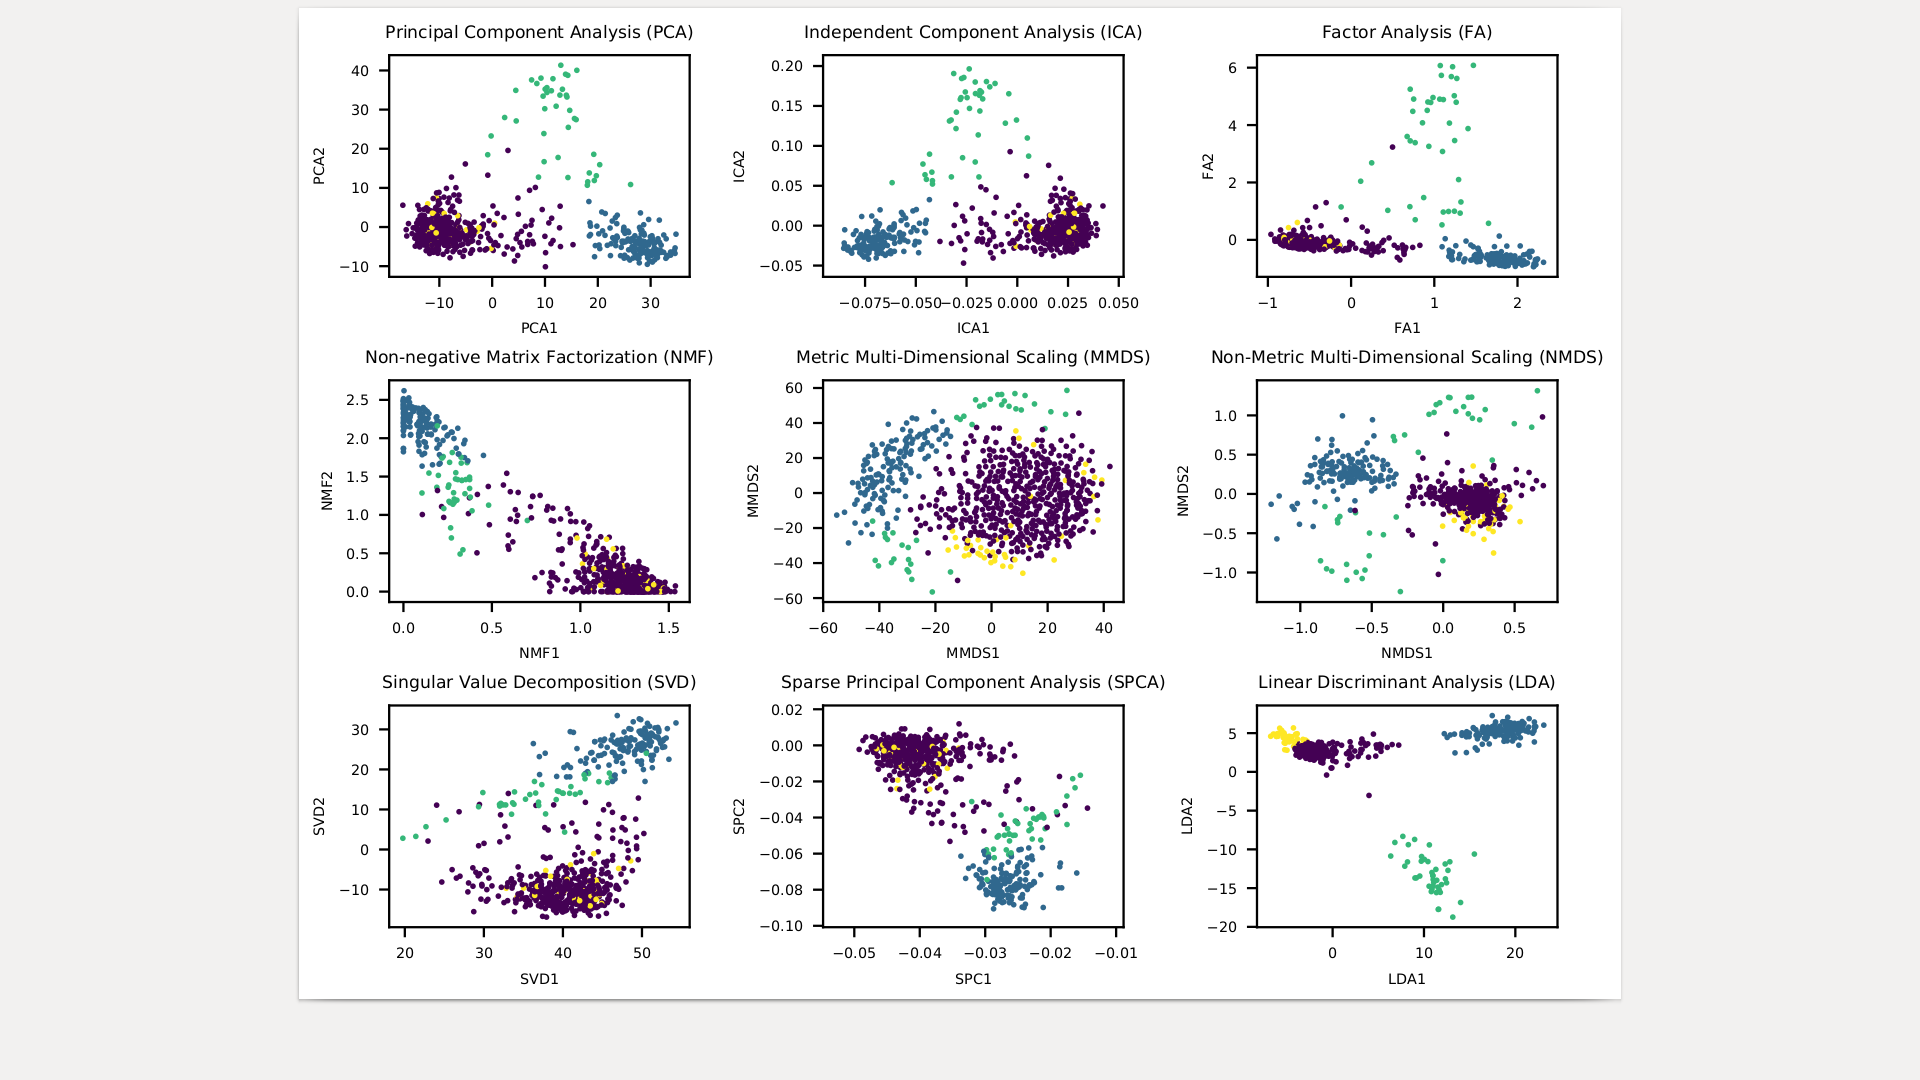 Principal Component Analysis (PCA)
40
30
20
10
0
−10
PCA2
−10 0 10 20 30
PCA1
Independent Component Analysis (ICA)
0.20
0.15
0.10
0.05
0.00
−0.05
ICA2
−0.075 −0.050 −0.025 0.000 0.025 0.050
ICA1
Factor Analysis (FA)
6
4
2
0
FA2
−1 0 1 2
FA1
Non-negative Matrix Factorization (NMF)
2.5
2.0
1.5
1.0
0.5
0.0
NMF2
0.0 0.5 1.0 1.5
NMF1
Metric Multi-Dimensional Scaling (MMDS)
60
40
20
0
−20
−40
−60
MMDS2
−60 −40 −20 0 20 40
MMDS1
Non-Metric Multi-Dimensional Scaling (NMDS)
1.0
0.5
0.0
−0.5
−1.0
NMDS2
−1.0 −0.5 0.0 0.5
NMDS1
Singular Value Decomposition (SVD)
30
20
10
0
−10
SVD2
20 30 40 50
SVD1
Sparse Principal Component Analysis (SPCA)
0.02
0.00
−0.02
−0.04
−0.06
−0.08
−0.10
SPC2
−0.05 −0.04 −0.03 −0.02 −0.01
SPC1
Linear Discriminant Analysis (LDA)
5
0
−5
−10
−15
−20
LDA2
0 10 20
LDA1